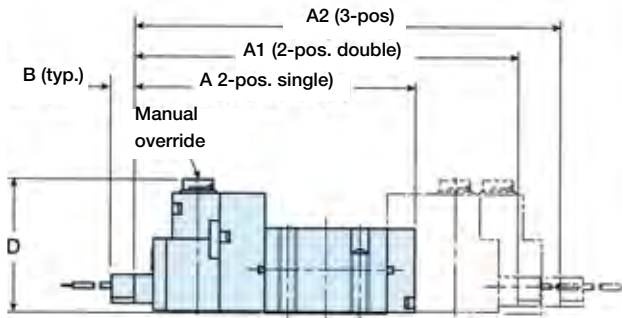 A2 (3-pos)
A1 (2-pos. double)
B (typ.)
A 2-pos. single)
Manual
override
D